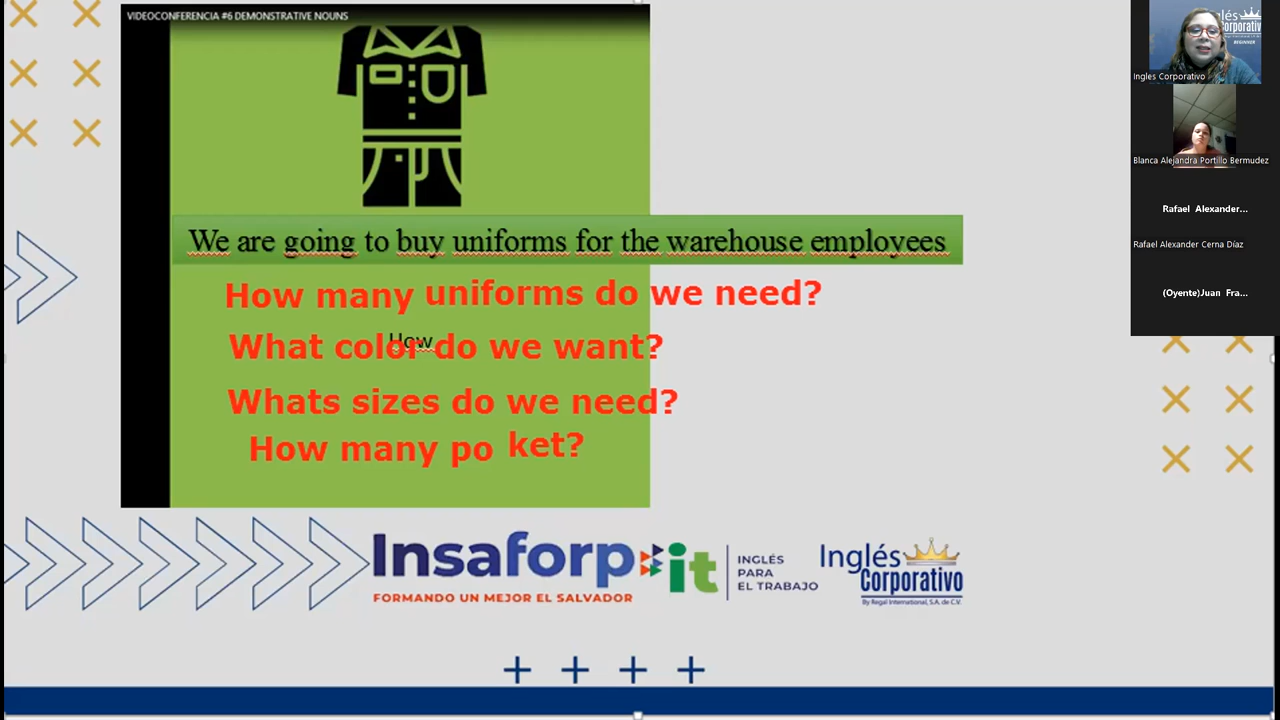 VIDEOCONFERENCIA #6 DEMONSTRATIVE NOUNS
We are going to buy uniforms for the warehouse employees
How many uniforms do we need?
How
What color do we want?
Whats sizes do we need?
How many po ket?
Insaforp
FORMANDO UN MEJOR EL SALVADOR
it
INGLÉS
PARA
EL TRABAJO
Inglés
Corporativo
By Regal International, S.A. de C.V.
Inglés
Corporativ
BEGINNER
Ingles Corporativo
Blanca Alejandra Portillo Bermudez
Rafael Alexander...
Rafael Alexander Cerna Díaz
(Oyente)Juan Fra...